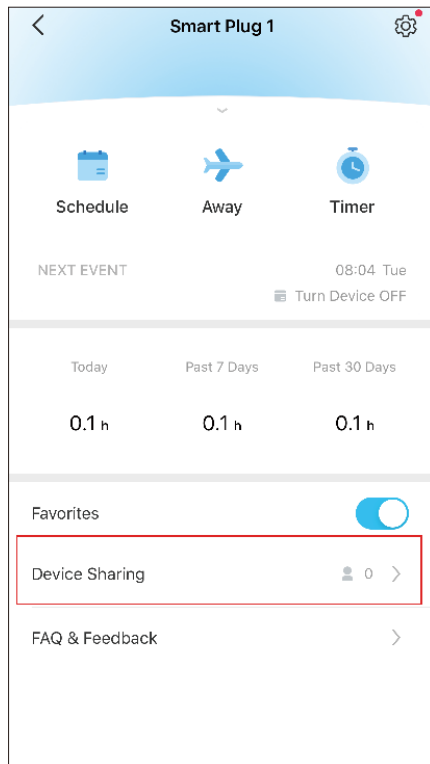 Smart Plug 1
Schedule Away Timer
NEXT EVENT 08:04 Tue
Turn Device OFF
Today Past 7 Days Past 30 Days
0.1 h 0.1 h 0.1 h
Favorites
Device Sharing 0
FAQ & Feedback